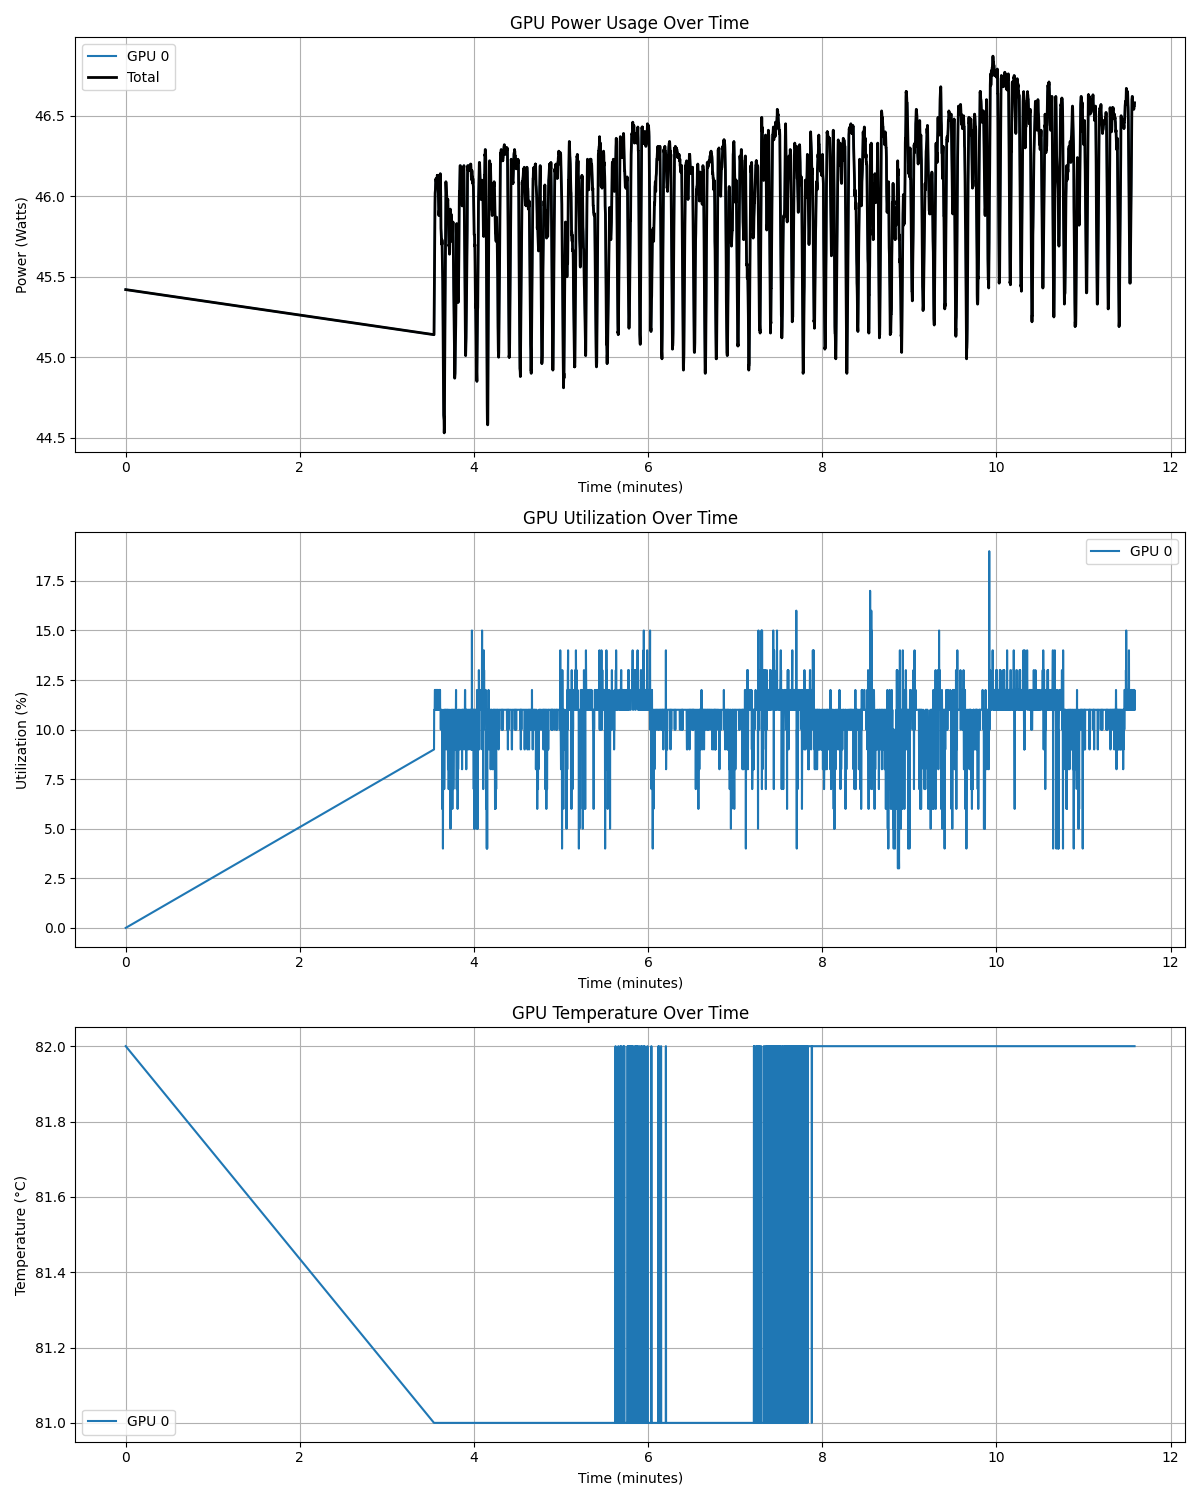 GPU Power Usage Over Time
GPU 0
Total
Power (Watts)
46.5
46.0
45.5
45.0
44.5
0 2 4 6 8 10 12
Time (minutes)
GPU Utilization Over Time
GPU 0
Utilization (%)
17.5
15.0
12.5
10.0
7.5
5.0
2.5
0.0
0 2 4 6 8 10 12
Time (minutes)
GPU Temperature Over Time
Temperature (°C)
82.0
81.8
81.6
81.4
81.2
81.0
GPU 0
0 2 4 6 8 10 12
Time (minutes)